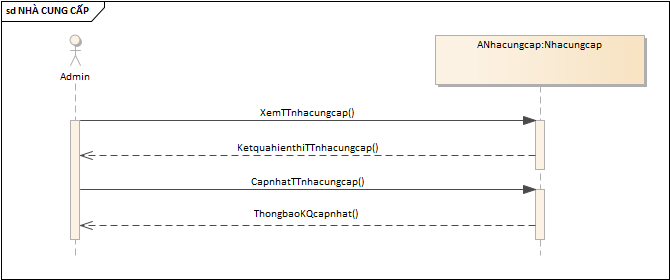 sd NHÀ CUNG CẤP
Admin
ANhacungcap:Nhacungcap
XemTTnhacungcap()
KetquahienthiTTnhacungcap()
CapnhatTTnhacungcap()
ThongbaoKQcapnhat()